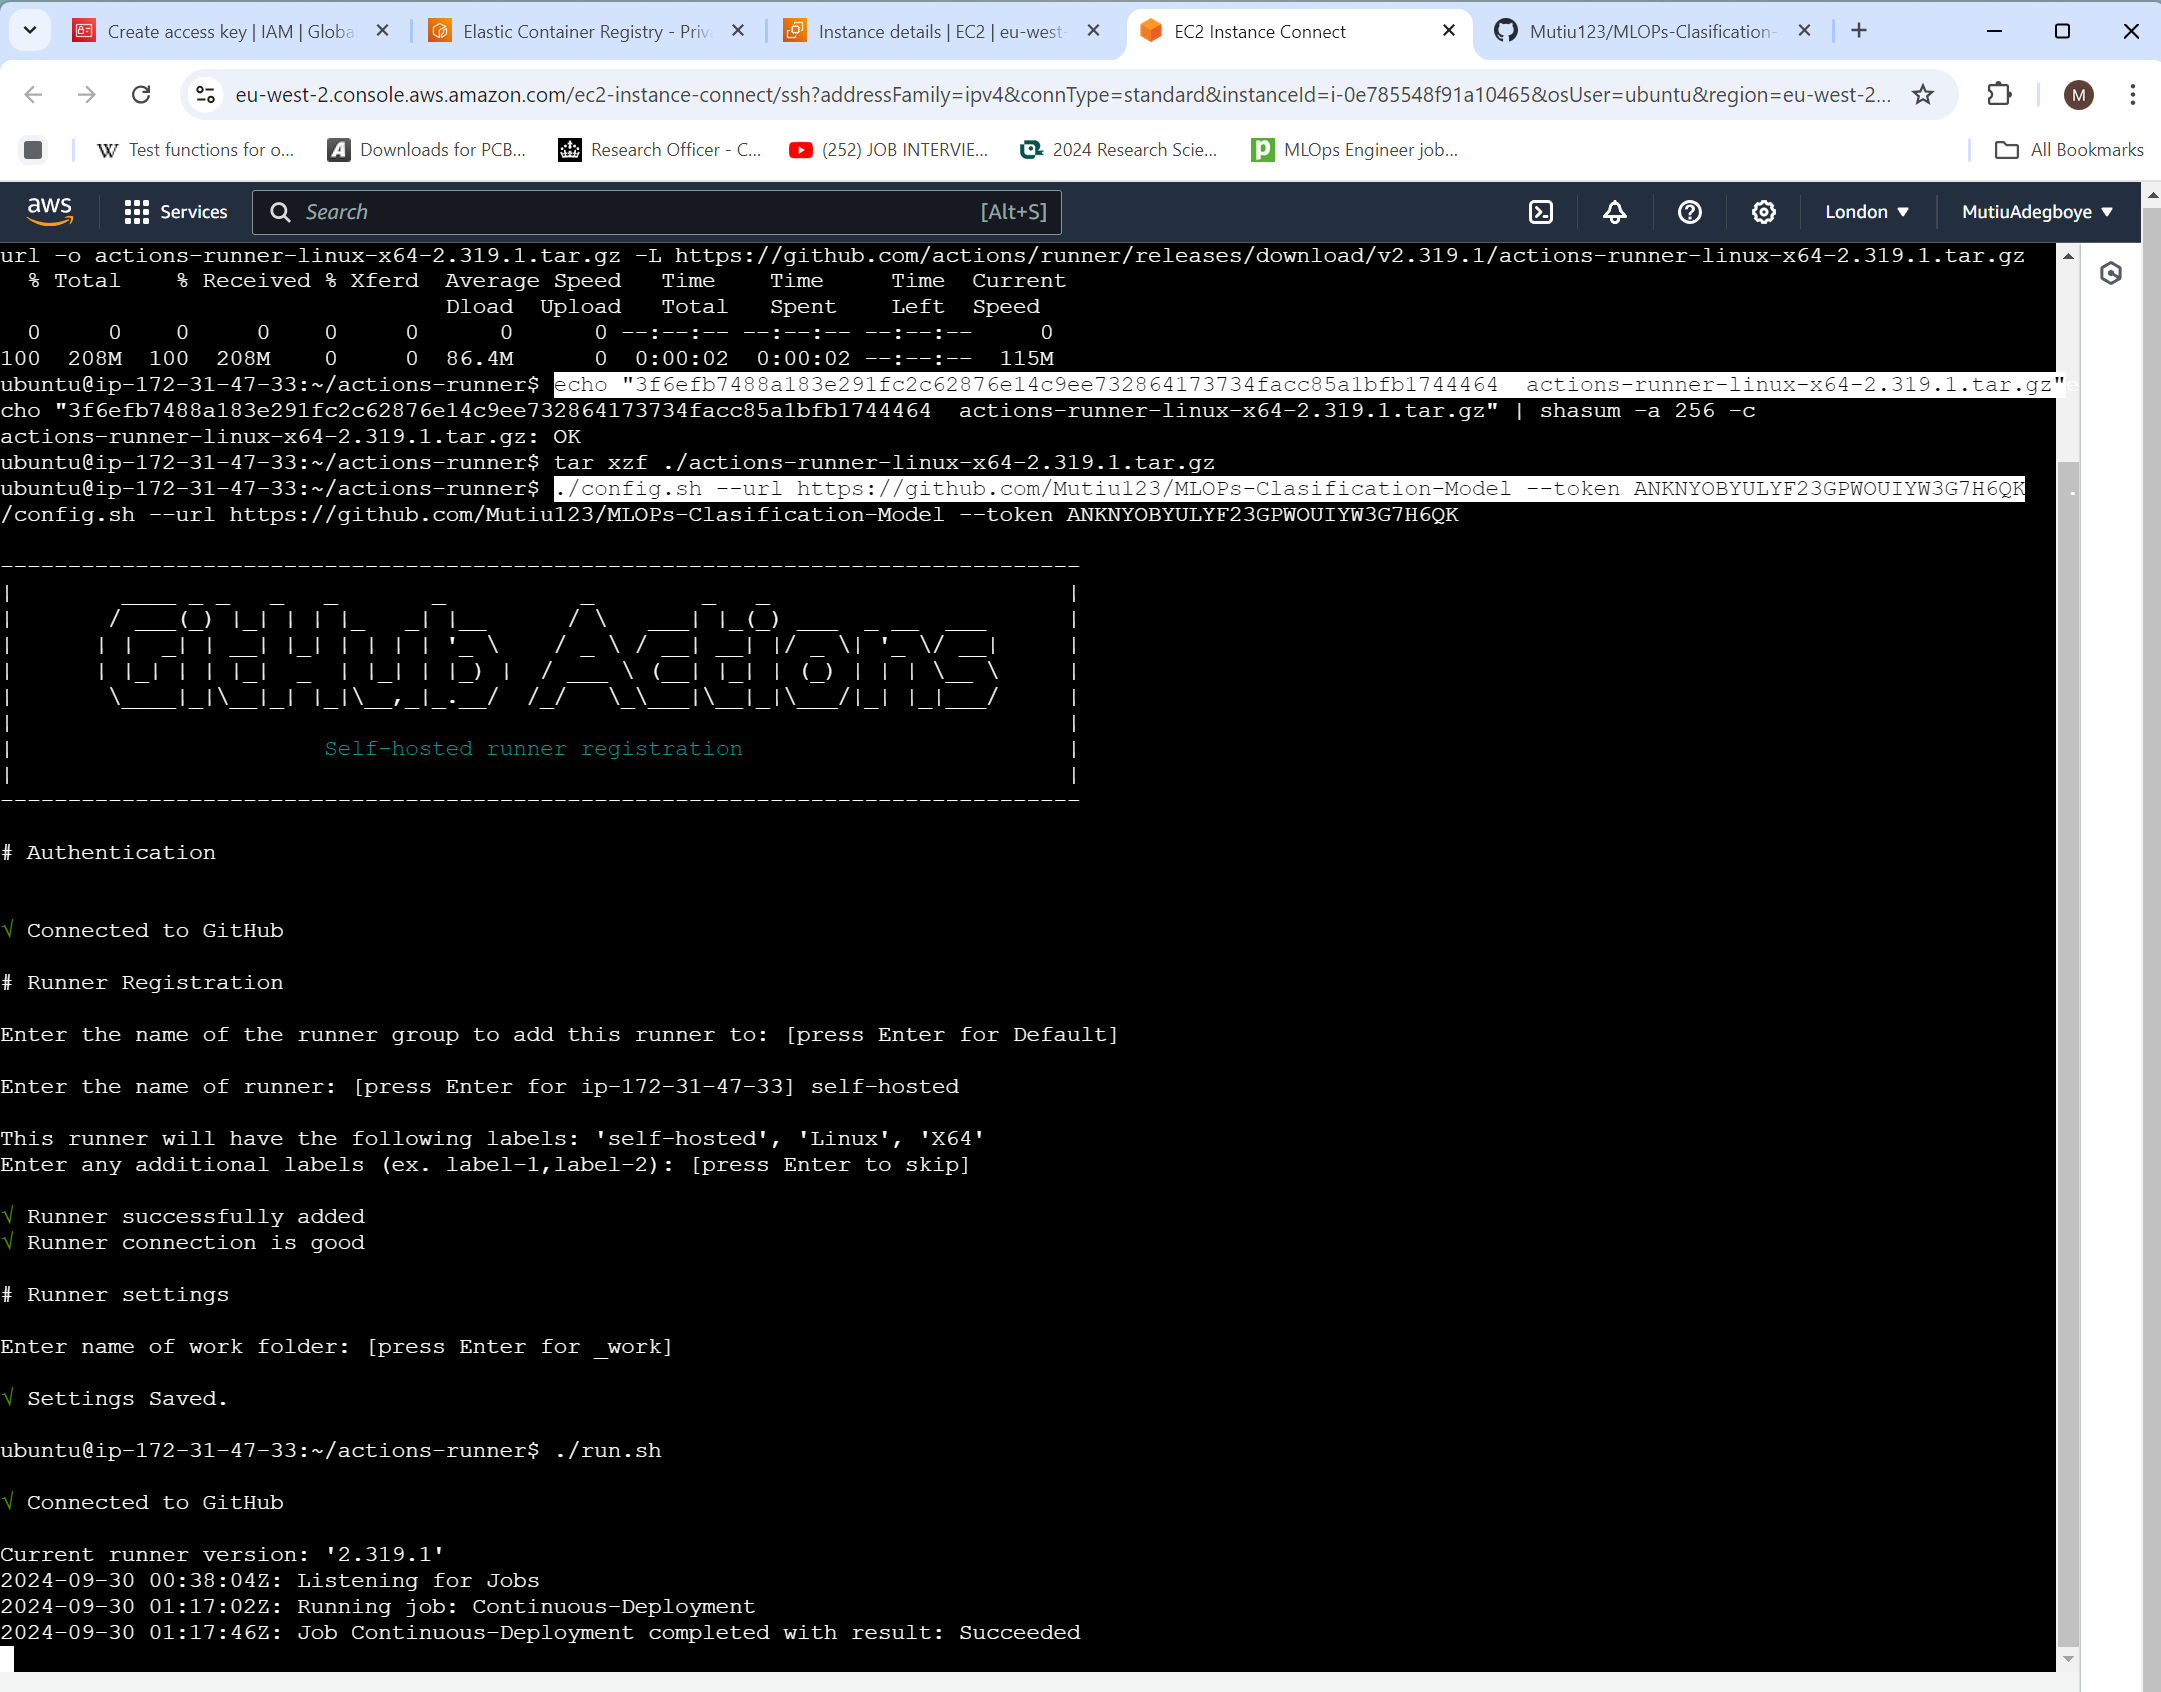 Create access key | IAM | Globa
Elastic Container Registry - Priv
Instance details | EC2 | eu-west-
EC2 Instance Connect
Mutiu123/MLOPs-Clasification-
eu-west-2.console.aws.amazon.com/ec2-instance-connect/ssh?addressFamily=ipv4&connType=standard&instanceId=i-0e785548f91a10465&osUser=ubuntu&region=eu-west-2...
M
Test functions for o...
Downloads for PCB...
Research Officer - C...
(252) JOB INTERVIE...
2024 Research Scie...
MLOps Engineer job...
All Bookmarks
aws
Services
Search
[Alt+S]
London
MutiuAdegboye
url -o actions-runner-linux-x64-2.319.1.tar.gz -L https://github.com/actions/runner/releases/download/v2.319.1/actions-runner-linux-x64-2.319.1.tar.gz
% Total % Received % Xferd Average Speed Time Time Time Current
Dload Upload Total Spent Left Speed
0 0 0 0 0 0 0 0 --:--:-- --:--:-- --:--:-- 0
100 208M 100 208M 0 0 86.4M 0 0:00:02 0:00:02 --:--:-- 115M
ubuntu@ip-172-31-47-33:~/actions-runner$ echo "3f6efb7488a183e291fc2c62876e14c9ee732864173734facc85a1bfb1744464 actions-runner-linux-x64-2.319.1.tar.gz"e
cho "3f6efb7488a183e291fc2c62876e14c9ee732864173734facc85a1bfb1744464 actions-runner-linux-x64-2.319.1.tar.gz" | shasum -a 256 -c
actions-runner-linux-x64-2.319.1.tar.gz: OK
ubuntu@ip-172-31-47-33:~/actions-runner$ tar xzf ./actions-runner-linux-x64-2.319.1.tar.gz
ubuntu@ip-172-31-47-33:~/actions-runner$ ./config.sh --url https://github.com/Mutiu123/MLOPs-Clasification-Model --token ANKNYOBYULYF23GPWOUIYW3G7H6QK .
/config.sh --url https://github.com/Mutiu123/MLOPs-Clasification-Model --token ANKNYOBYULYF23GPWOUIYW3G7H6QK
GitHub Actions
Self-hosted runner registration
# Authentication
√ Connected to GitHub
# Runner Registration
Enter the name of the runner group to add this runner to: [press Enter for Default]
Enter the name of runner: [press Enter for ip-172-31-47-33] self-hosted
This runner will have the following labels: 'self-hosted', 'Linux', 'X64'
Enter any additional labels (ex. label-1,label-2): [press Enter to skip]
√ Runner successfully added
√ Runner connection is good
# Runner settings
Enter name of work folder: [press Enter for _work]
√ Settings Saved.
ubuntu@ip-172-31-47-33:~/actions-runner$ ./run.sh
√ Connected to GitHub
Current runner version: '2.319.1'
2024-09-30 00:38:04Z: Listening for Jobs
2024-09-30 01:17:02Z: Running job: Continuous-Deployment
2024-09-30 01:17:46Z: Job Continuous-Deployment completed with result: Succeeded